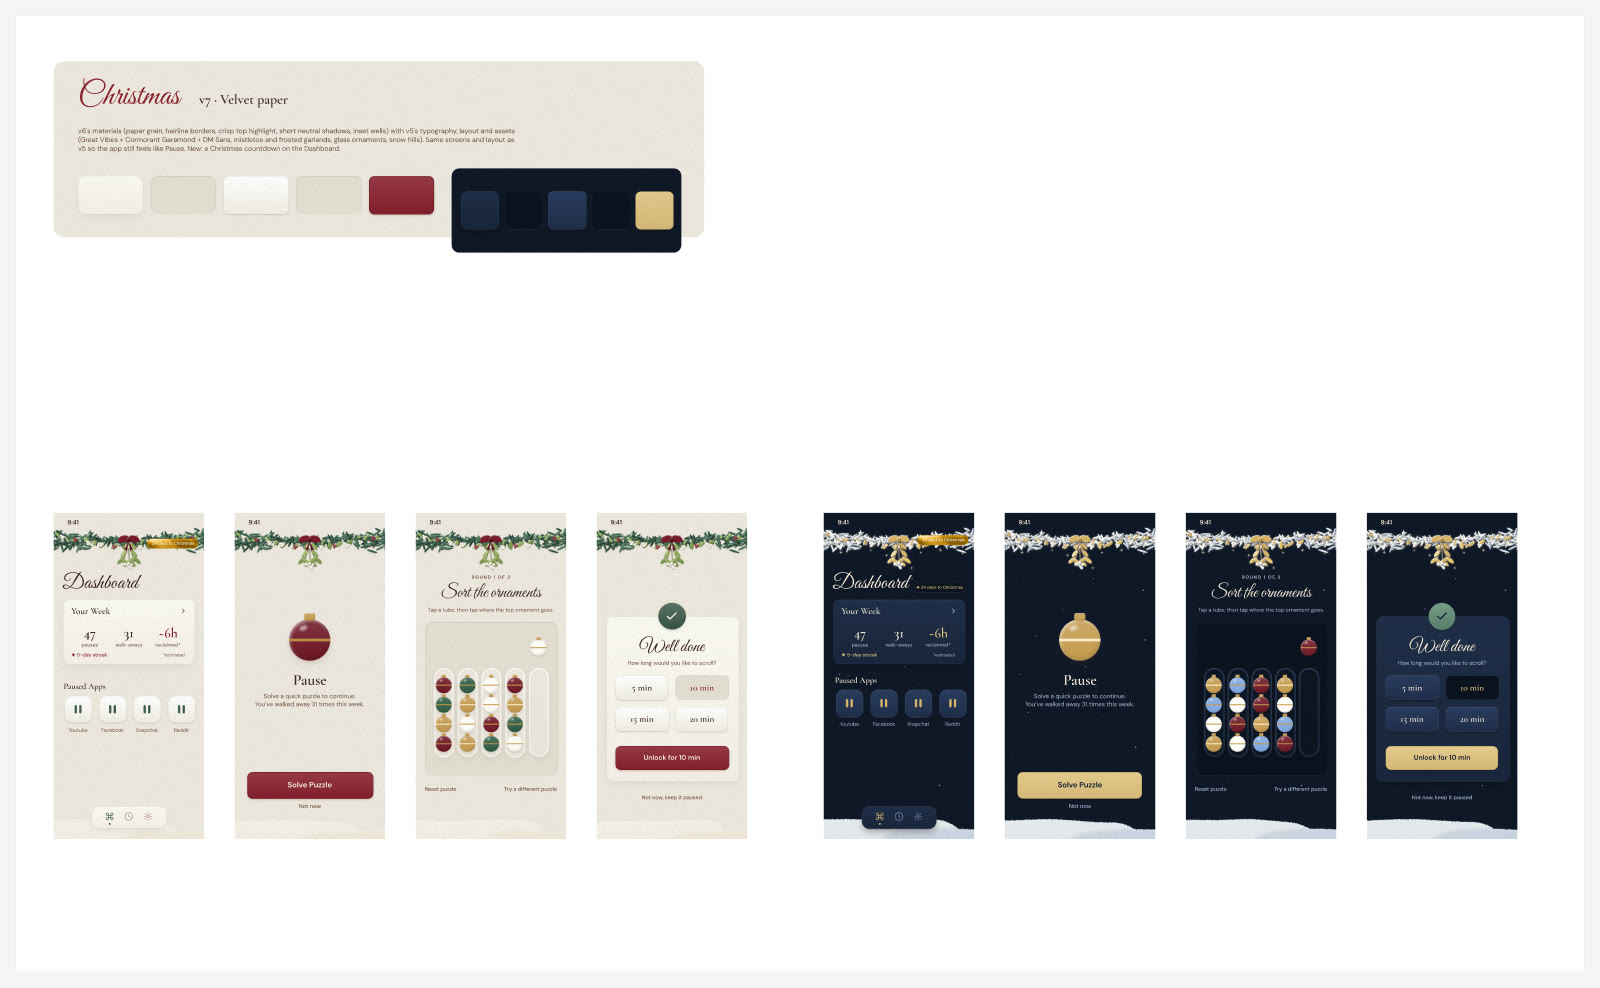 Christmas
v7 · Velvet paper
v6's materials (paper grain, hairline borders, crisp top highlight, short neutral shadows, inset wells) with v5's typography, layout and assets
(Great Vibes + Cormorant Garamond + DM Sans, mistletoe and frosted garlands, glass ornaments, snow hills). Same screens and layout as
v5 so the app still feels like Pause. New: a Christmas countdown on the Dashboard.
9:41
days to Christmas
Dashboard
Your Week
47 31 ~6h
pauses walk-aways reclaimed*
5-day streak *estimated
Paused Apps
Youtube Facebook Snapchat Reddit
9:41
Pause
Solve a quick puzzle to continue.
You've walked away 31 times this week.
Solve Puzzle
Not now
9:41
ROUND 1 OF 3
Sort the ornaments
Tap a tube, then tap where the top ornament goes.
Reset puzzle Try a different puzzle
9:41
Well done
How long would you like to scroll?
5 min 10 min
15 min 20 min
Unlock for 10 min
Not now, keep it paused
9:41
days to Christmas
Dashboard
24 days to Christmas
Your Week
47 31 ~6h
pauses walk-aways reclaimed*
5-day streak *estimated
Paused Apps
Youtube Facebook Snapchat Reddit
9:41
Pause
Solve a quick puzzle to continue.
You've walked away 31 times this week.
Solve Puzzle
Not now
9:41
ROUND 1 OF 3
Sort the ornaments
Tap a tube, then tap where the top ornament goes.
Reset puzzle Try a different puzzle
9:41
Well done
How long would you like to scroll?
5 min 10 min
15 min 20 min
Unlock for 10 min
Not now, keep it paused